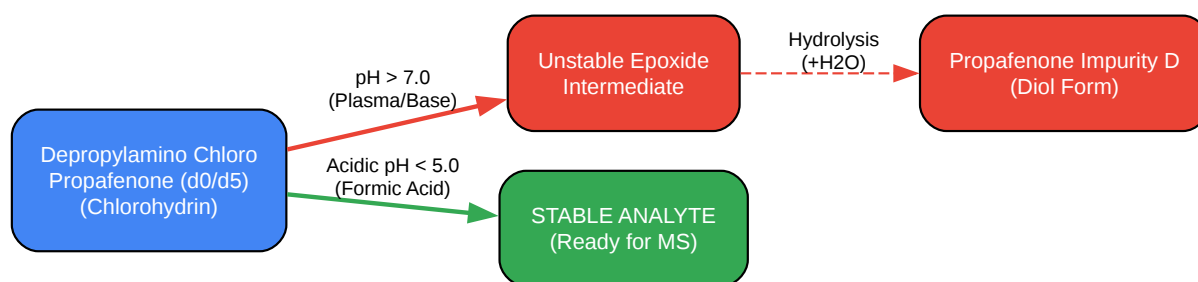 Depropylamino Chloro
Propafenone (d0/d5)
(Chlorohydrin)
pH > 7.0
(Plasma/Base)
Acidic pH < 5.0
(Formic Acid)
Unstable Epoxide
Intermediate
Hydrolysis
(+H2O)
Propafenone Impurity D
(Diol Form)
STABLE ANALYTE
(Ready for MS)